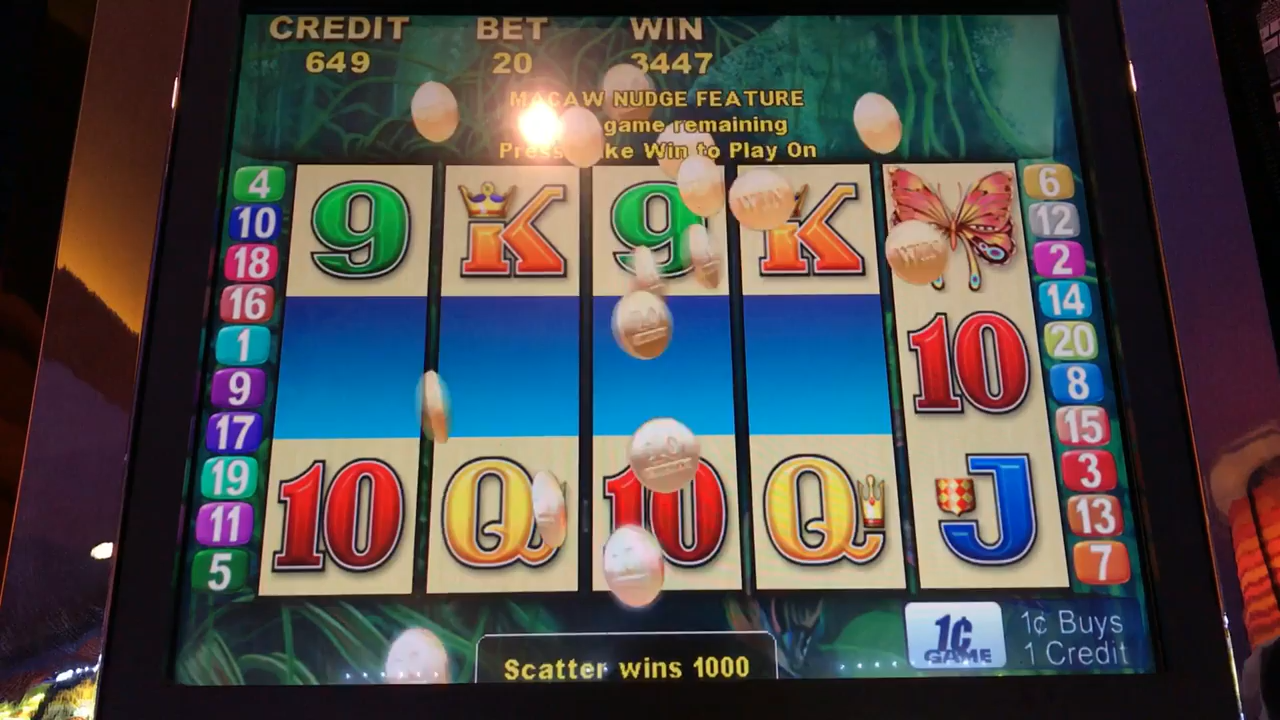 CREDIT BET WIN
649 20 3447
MACAW NUDGE FEATURE
game remaining
Press Take Win to Play On
4 9 K 9 K 6
10 12
18 WIN 2
16 14
1 10 20
9 8
17 15
19 10 Q 10 Q J 3
11 13
5 7
1¢ GAME
1¢ Buys
1 Credit
Scatter wins 1000